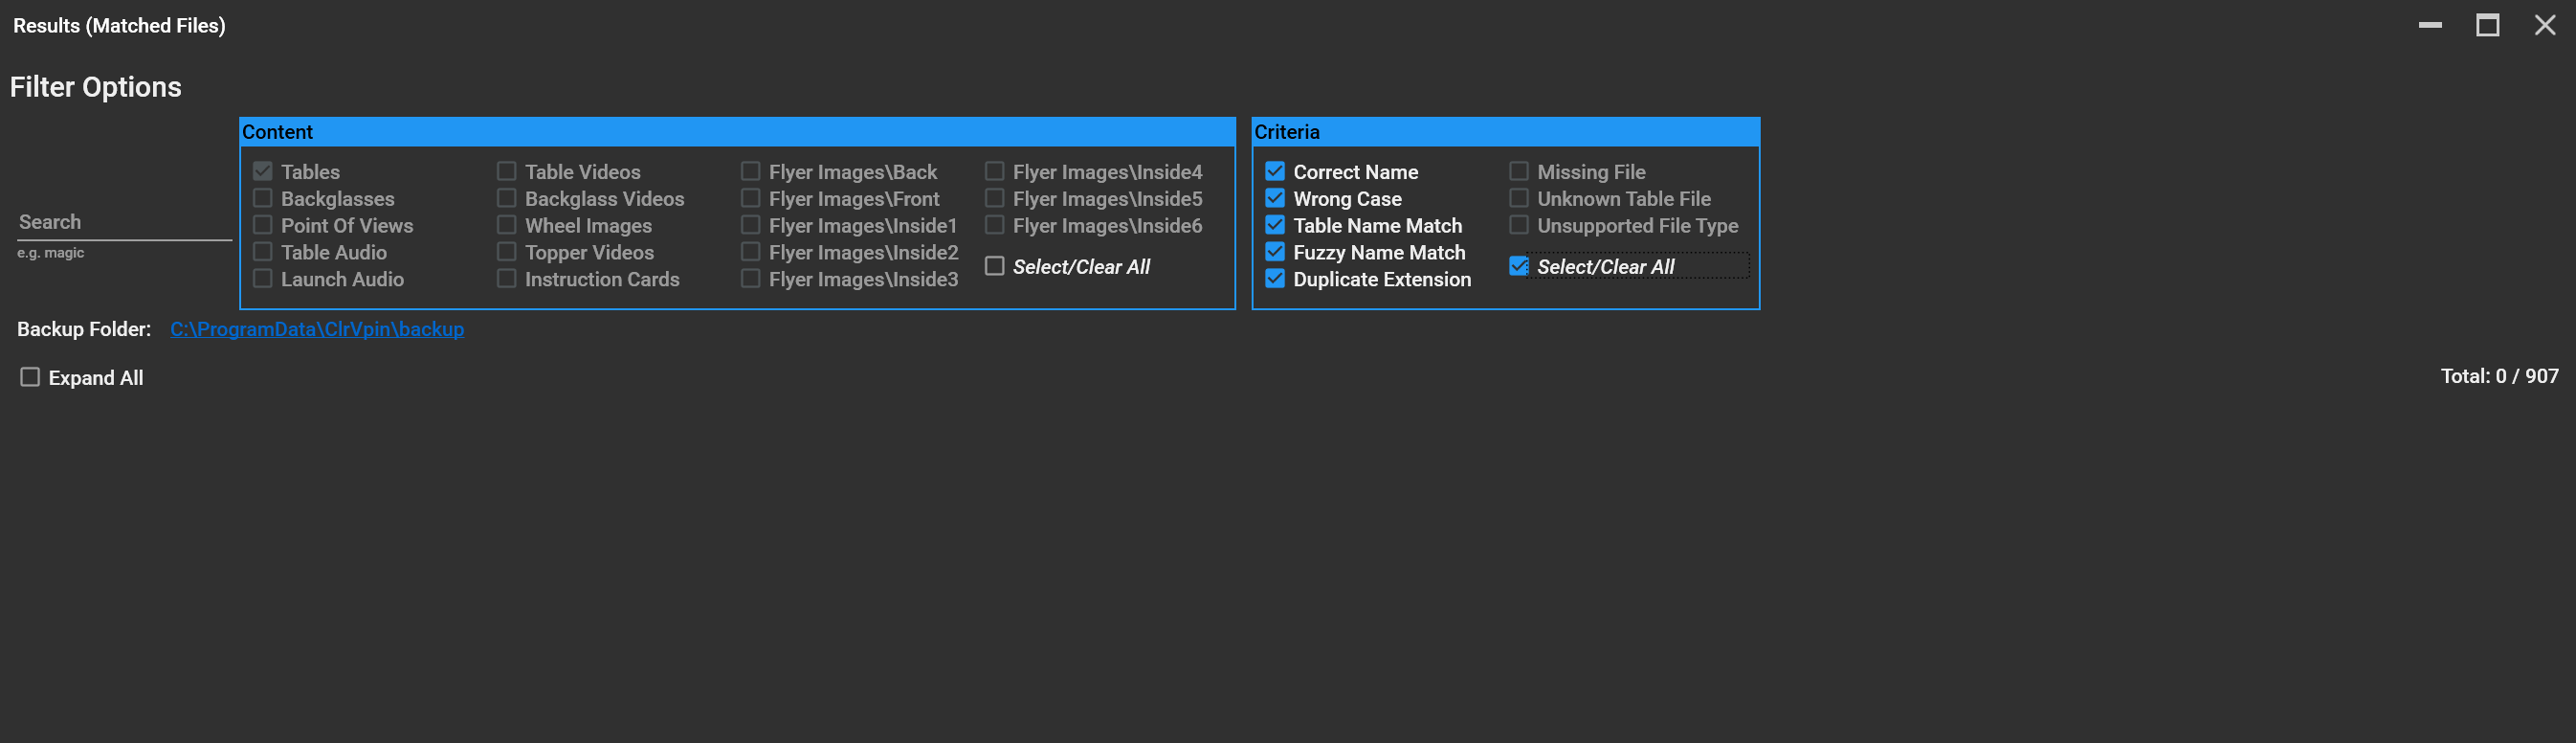 Results (Matched Files)
Filter Options
Search
e.g. magic
Content
Tables
Backglasses
Point Of Views
Table Audio
Launch Audio
Table Videos
Backglass Videos
Wheel Images
Topper Videos
Instruction Cards
Flyer Images\Back
Flyer Images\Front
Flyer Images\Inside1
Flyer Images\Inside2
Flyer Images\Inside3
Flyer Images\Inside4
Flyer Images\Inside5
Flyer Images\Inside6
Select/Clear All
Criteria
Correct Name
Wrong Case
Table Name Match
Fuzzy Name Match
Duplicate Extension
Missing File
Unknown Table File
Unsupported File Type
Select/Clear All
Backup Folder: C:\ProgramData\ClrVpin\backup
Expand All
Total: 0 / 907